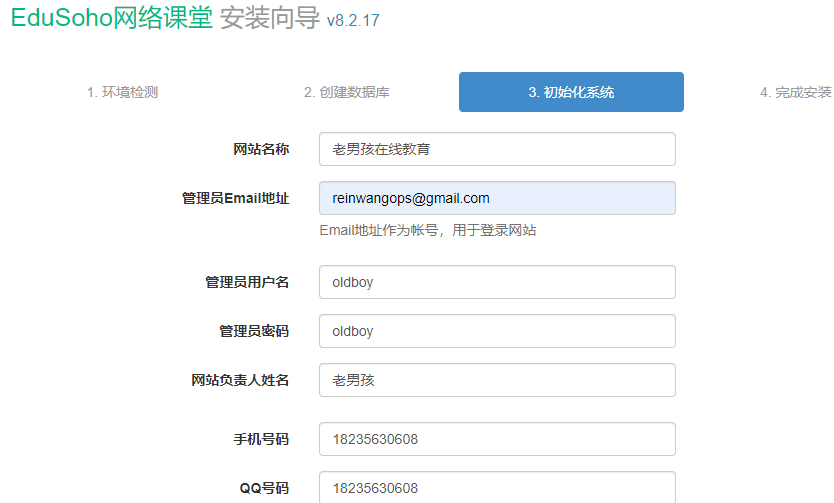 EduSoho网络课堂 安装向导 v8.2.17
1. 环境检测 2. 创建数据库 3. 初始化系统 4. 完成安装
网站名称 老男孩在线教育
管理员Email地址 reinwangops@gmail.com
Email地址作为帐号，用于登录网站
管理员用户名 oldboy
管理员密码 oldboy
网站负责人姓名 老男孩
手机号码 18235630608
QQ号码 18235630608